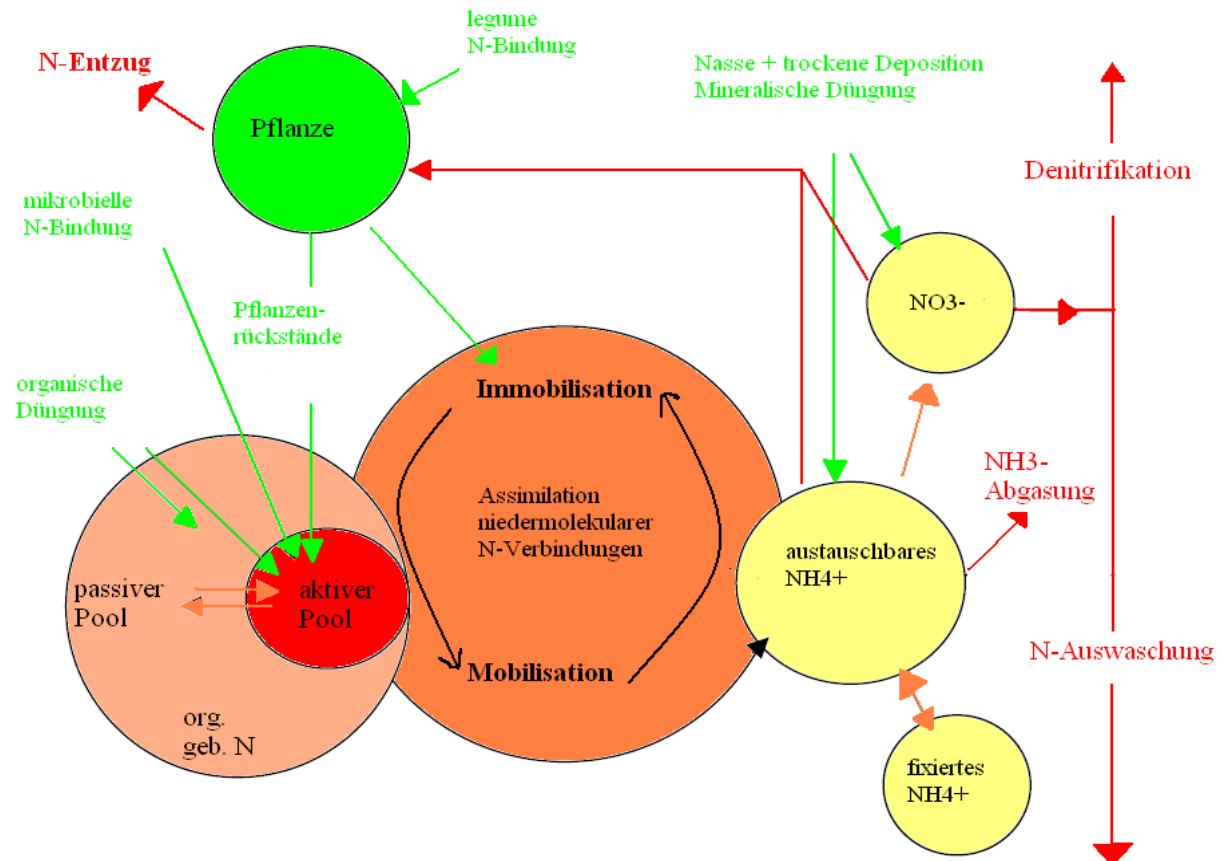 legume
N-Bindung
N-Entzug
Nasse + trockene Deposition
Mineralische Düngung
Pflanze
Denitrifikation
mikrobielle
N-Bindung
Pflanzen-
rückstände
NO3-
organische
Düngung
Immobilisation
NH3-
Abgasung
Assimilation
niedermolekularer
N-Verbindungen
austauschbares
NH4+
passiver
Pool
aktiver
Pool
N-Auswaschung
Mobilisation
org.
geb. N
fixiertes
NH4+